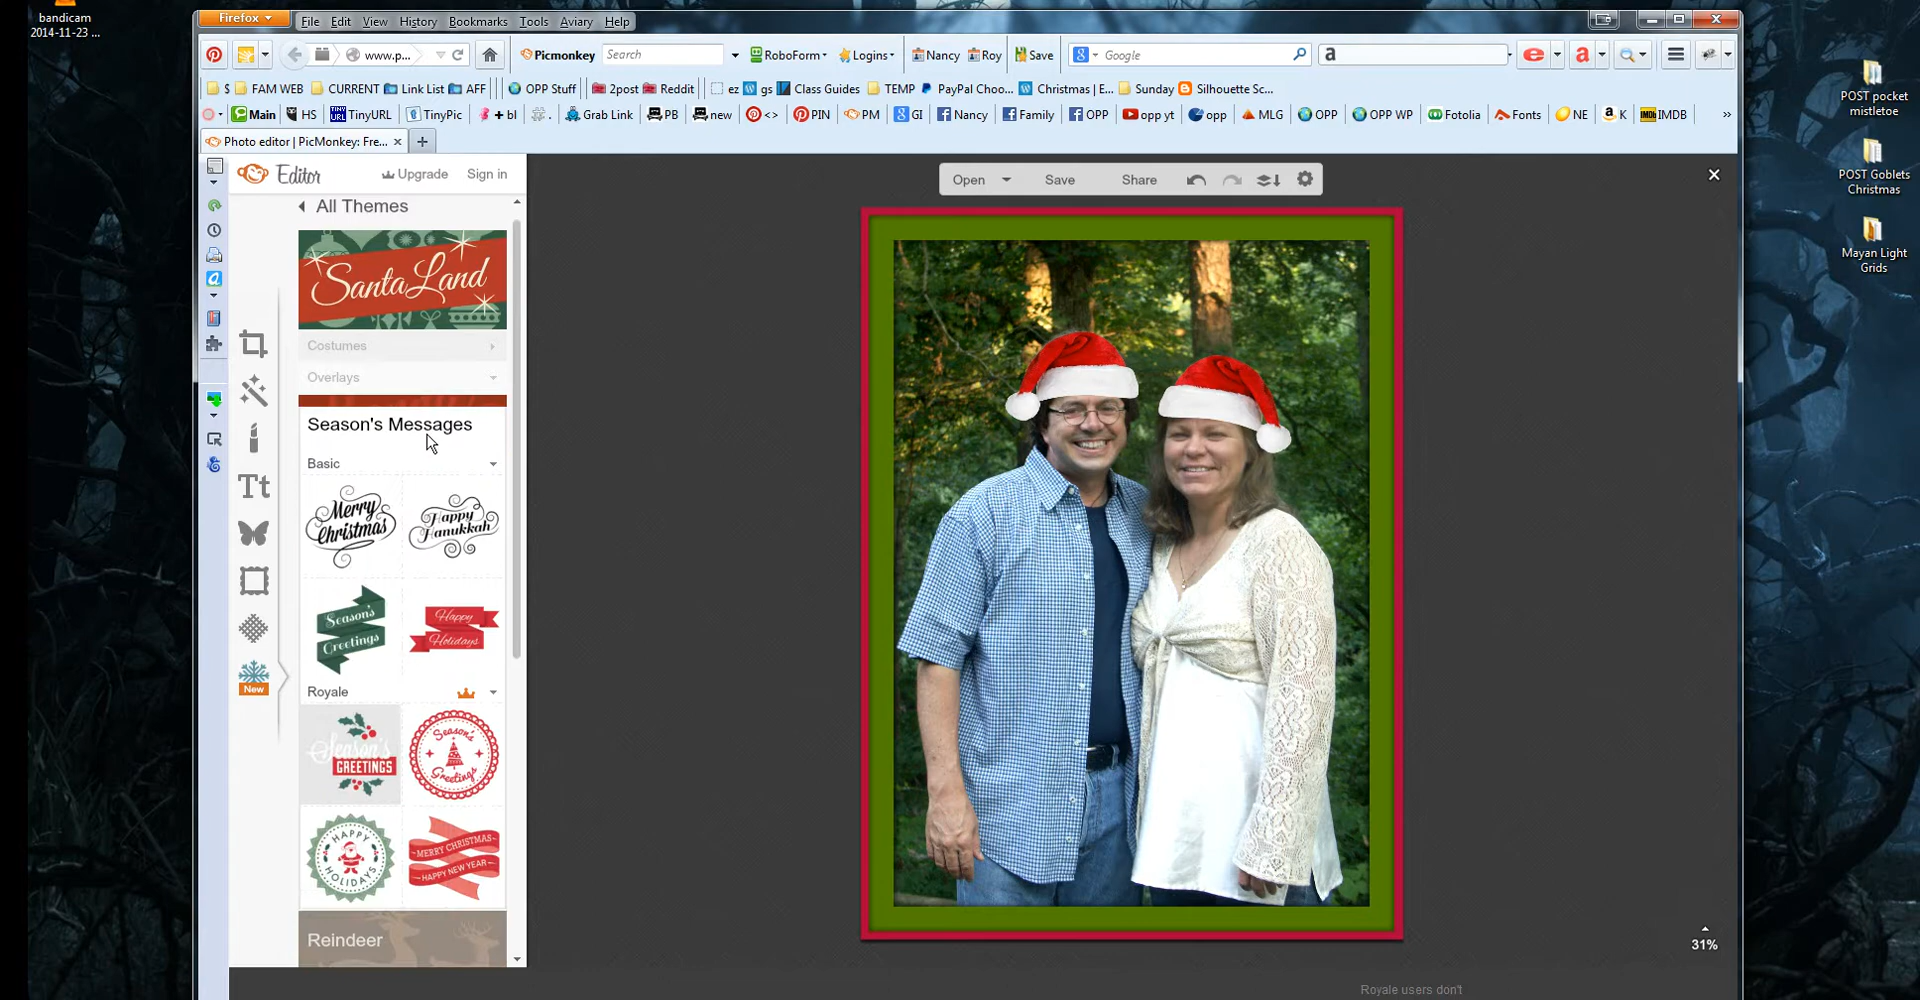 bandicam
2014-11-23 ...
Firefox
File Edit View History Bookmarks Tools Aviary Help
www.p...
Picmonkey
Search
RoboForm
Logins
Nancy
Roy
Save
Google
$ FAM WEB CURRENT Link List AFF OPP Stuff 2post Reddit ez gs Class Guides TEMP PayPal Choo... Christmas | E... Sunday Silhouette Sc...
Main HS TinyURL TinyPic + bl :: . Grab Link PB new <> PIN PM GI Nancy Family OPP opp yt opp MLG OPP OPP WP Fotolia Fonts NE K IMDB
Photo editor | PicMonkey: Fre...
Editor
Upgrade
Sign in
Open
Save
Share
All Themes
Santa Land
Costumes
Overlays
Season's Messages
Basic
Merry
Christmas
Happy
Hanukkah
Season's
Greetings
Happy
Holidays
New
Royale
Season's
GREETINGS
Season's
Greetings
HAPPY
HOLIDAYS
MERRY CHRISTMAS
HAPPY NEW YEAR
Reindeer
31%
Royale users don't
POST pocket
mistletoe
POST Goblets
Christmas
Mayan Light
Grids